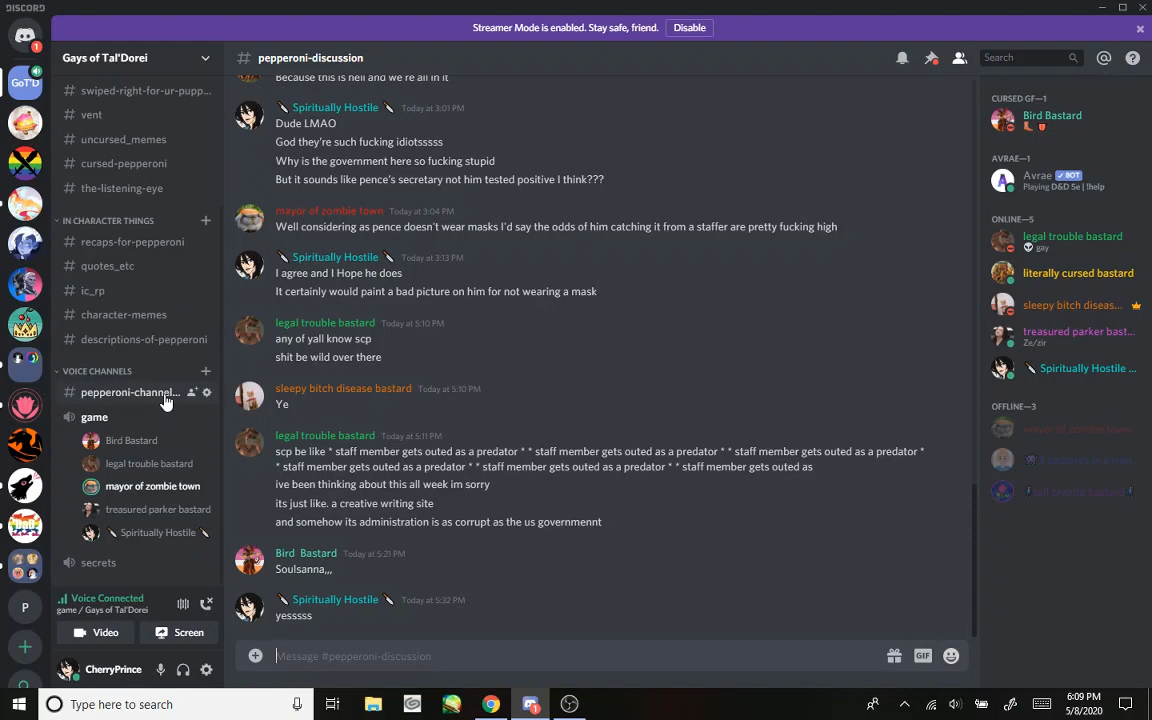 DISCORD
Streamer Mode is enabled. Stay safe, friend.
Disable
1
GoT'D
P
Gays of Tal'Dorei
# swiped-right-for-ur-pupp...
# vent
# uncursed_memes
# cursed-pepperoni
# the-listening-eye
IN CHARACTER THINGS
# recaps-for-pepperoni
# quotes_etc
# ic_rp
# character-memes
# descriptions-of-pepperoni
VOICE CHANNELS
# pepperoni-channel...
game
Bird Bastard
legal trouble bastard
mayor of zombie town
treasured parker bastard
Spiritually Hostile
secrets
Voice Connected
game / Gays of Tal'Dorei
Video
Screen
CherryPrince
# pepperoni-discussion
Search
Because this is hell and we're all in it
Spiritually Hostile Today at 3:01 PM
Dude LMAO
God they're such fucking idiotsssss
Why is the government here so fucking stupid
But it sounds like pence's secretary not him tested positive I think???
mayor of zombie town Today at 3:04 PM
Well considering as pence doesn't wear masks I'd say the odds of him catching it from a staffer are pretty fucking high
Spiritually Hostile Today at 3:13 PM
I agree and I Hope he does
It certainly would paint a bad picture on him for not wearing a mask
legal trouble bastard Today at 5:10 PM
any of yall know scp
shit be wild over there
sleepy bitch disease bastard Today at 5:10 PM
Ye
legal trouble bastard Today at 5:11 PM
scp be like * staff member gets outed as a predator * * staff member gets outed as a predator * * staff member gets outed as a predator *
* staff member gets outed as a predator * * staff member gets outed as a predator * * staff member gets outed as
ive been thinking about this all week im sorry
its just like. a creative writing site
and somehow its administration is as corrupt as the us governmennt
Bird Bastard Today at 5:21 PM
Soulsanna,,,
Spiritually Hostile Today at 5:32 PM
yesssss
Message #pepperoni-discussion
GIF
CURSED GF—1
Bird Bastard
AVRAE—1
Avrae ✓BOT
Playing D&D 5e | !help
ONLINE—5
legal trouble bastard
gay
literally cursed bastard
sleepy bitch diseas...
treasured parker bast...
Ze/zir
Spiritually Hostile ...
OFFLINE—3
mayor of zombie town
Type here to search
6:09 PM
5/8/2020